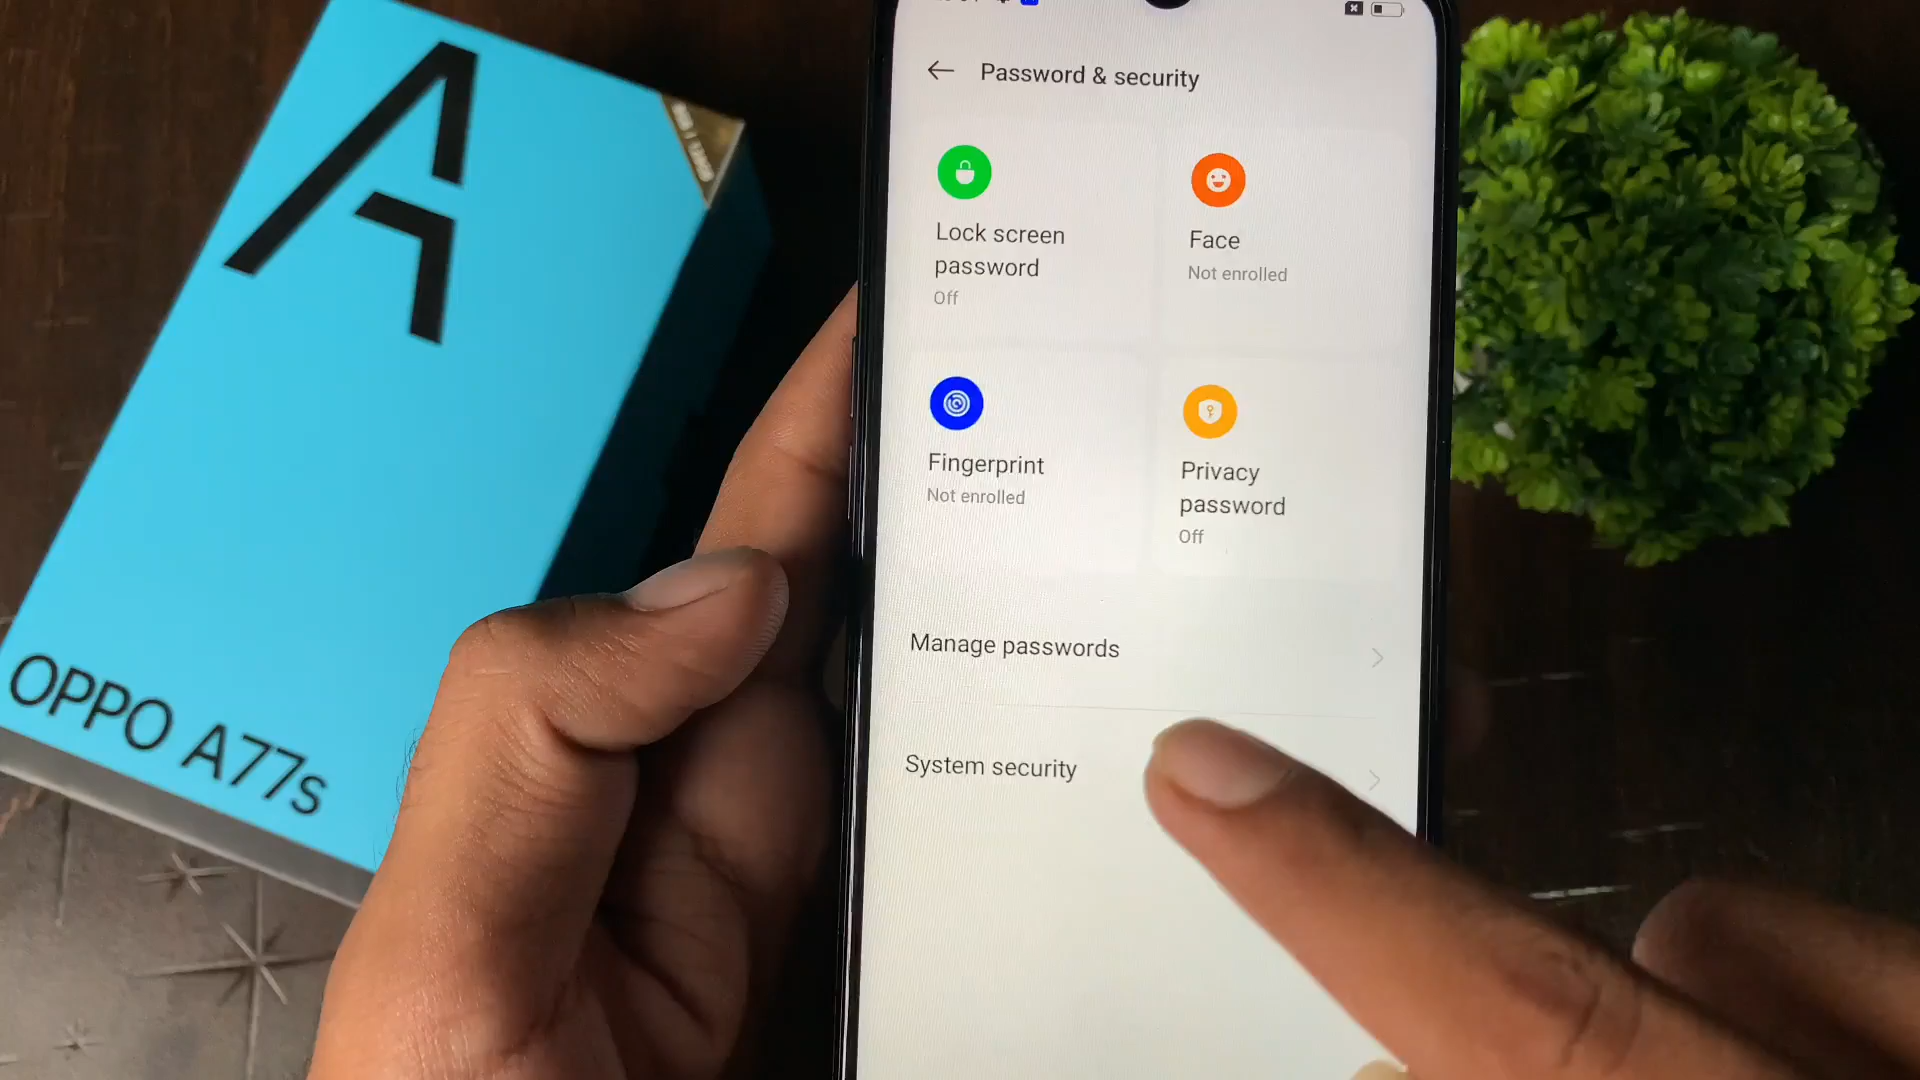 OPPO A77s
Password & security
Lock screen
password
Off
Face
Not enrolled
Fingerprint
Not enrolled
Privacy
password
Off
Manage passwords
System security